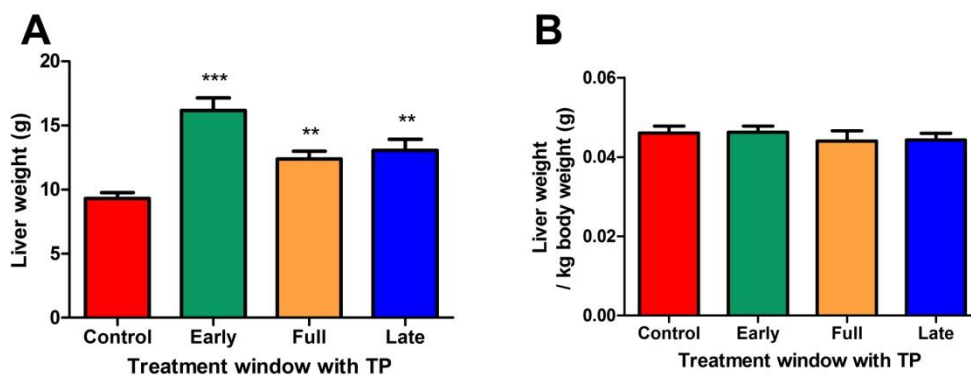 A
Liver weight (g)
20
15
10
5
0
***
**
**
Control Early Full Late
Treatment window with TP
B
Liver weight
/ kg body weight (g)
0.06
0.04
0.02
0.00
Control Early Full Late
Treatment window with TP